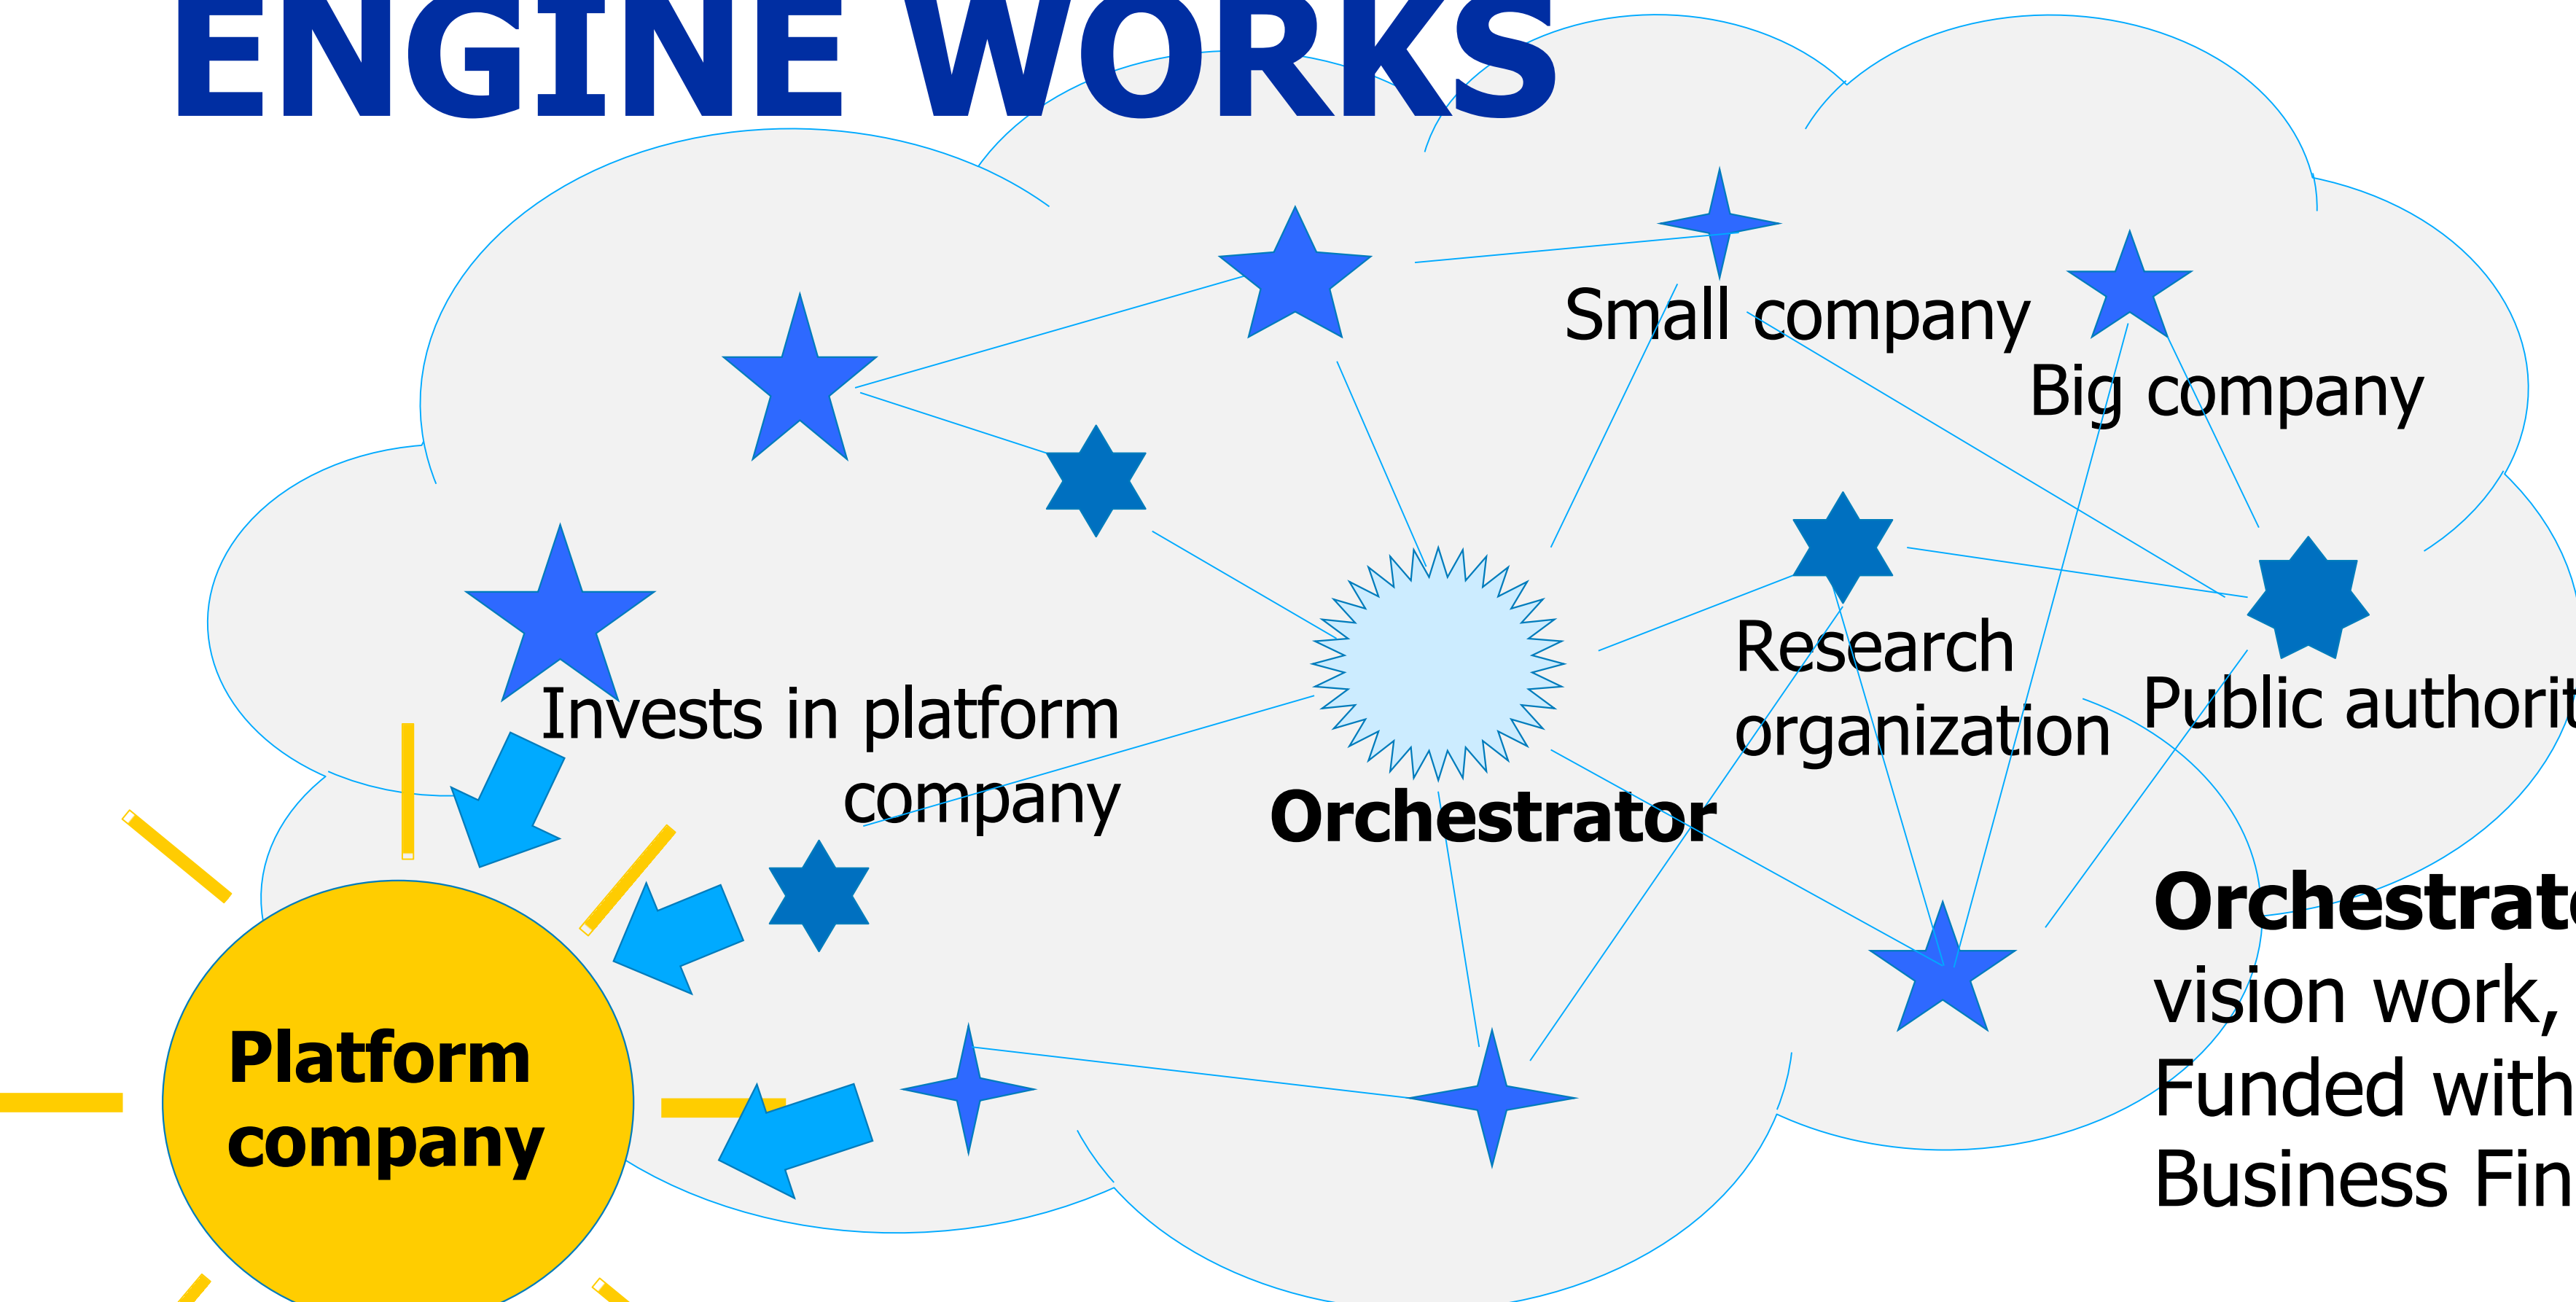 ENGINE WORKS
Small company
Big company
Research
organization
Public authorit
Invests in platform
company
Orchestrator
Platform
company
Orchestrat
vision work,
Funded with
Business Fin